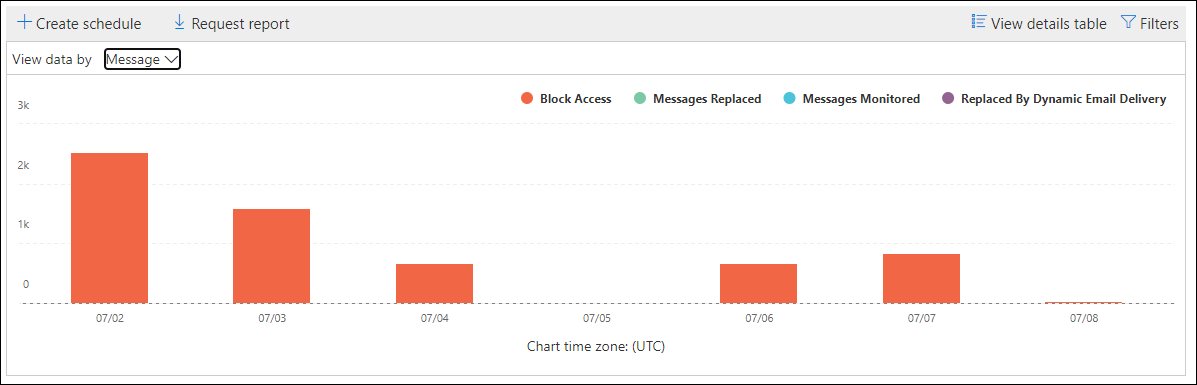 Create schedule Request report View details table Filters
View data by Message
Block Access Messages Replaced Messages Monitored Replaced By Dynamic Email Delivery
3k
2k
1k
0
07/02 07/03 07/04 07/05 07/06 07/07 07/08
Chart time zone: (UTC)